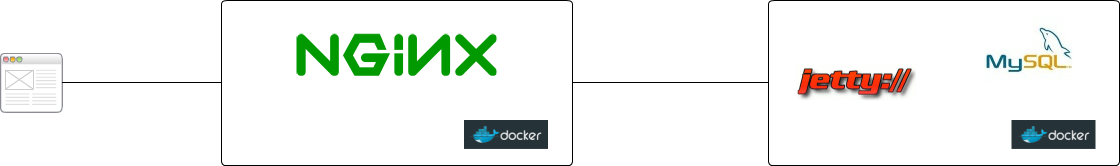 NGiNX
docker
jetty://
MySQL
docker